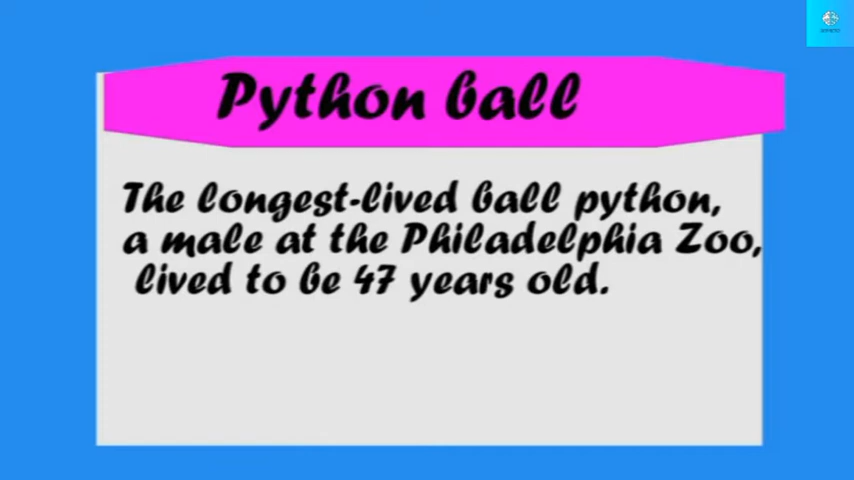 Python ball
The longest-lived ball python,
a male at the Philadelphia Zoo,
lived to be 47 years old.